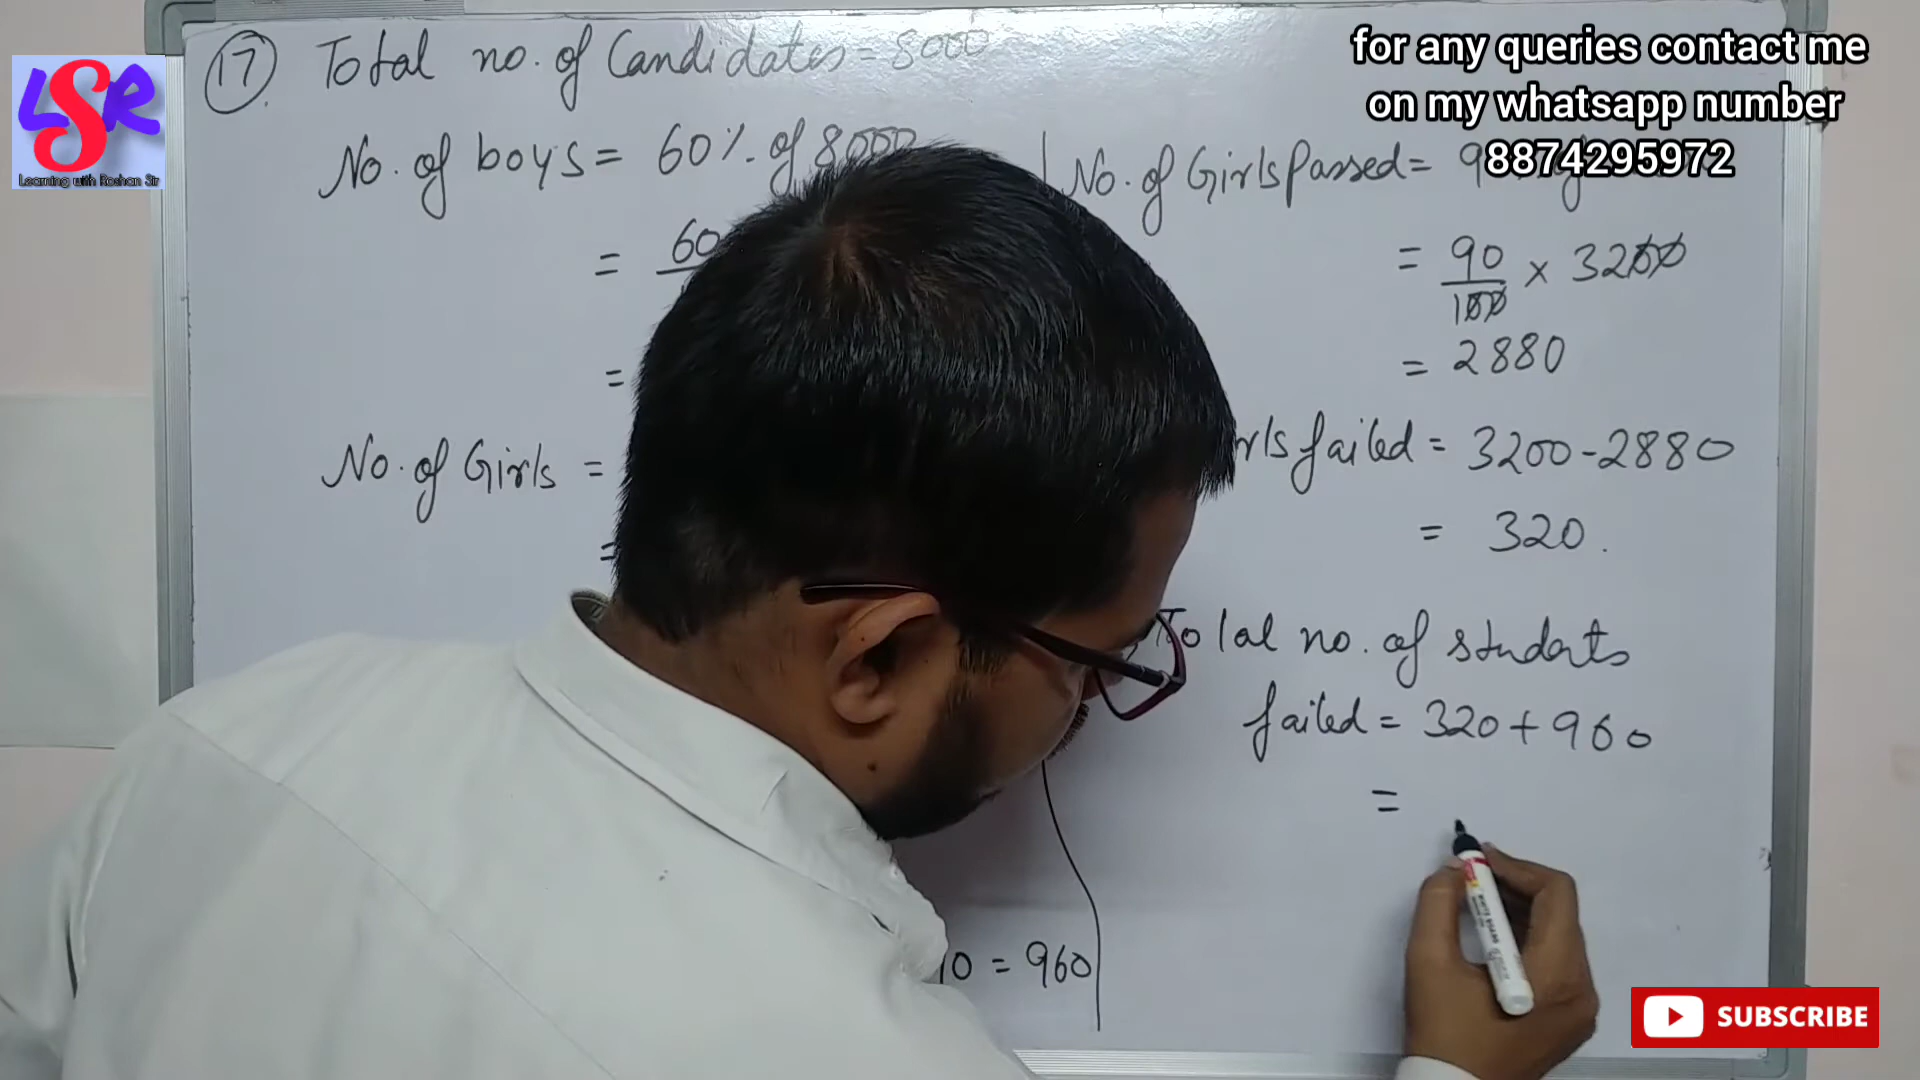 LSR
Learning with Roshan Sir
for any queries contact me
on my whatsapp number
8874295972
17 Total no. of Candidates = 8000
No. of boys = 60% of 8000
= 60
=
No. of Girls =
=
10 = 960
No. of Girls Passed = 9
= 90/100 × 3200
= 2880
rls failed = 3200 - 2880
= 320.
Total no. of students
failed = 320 + 960
=
SUBSCRIBE